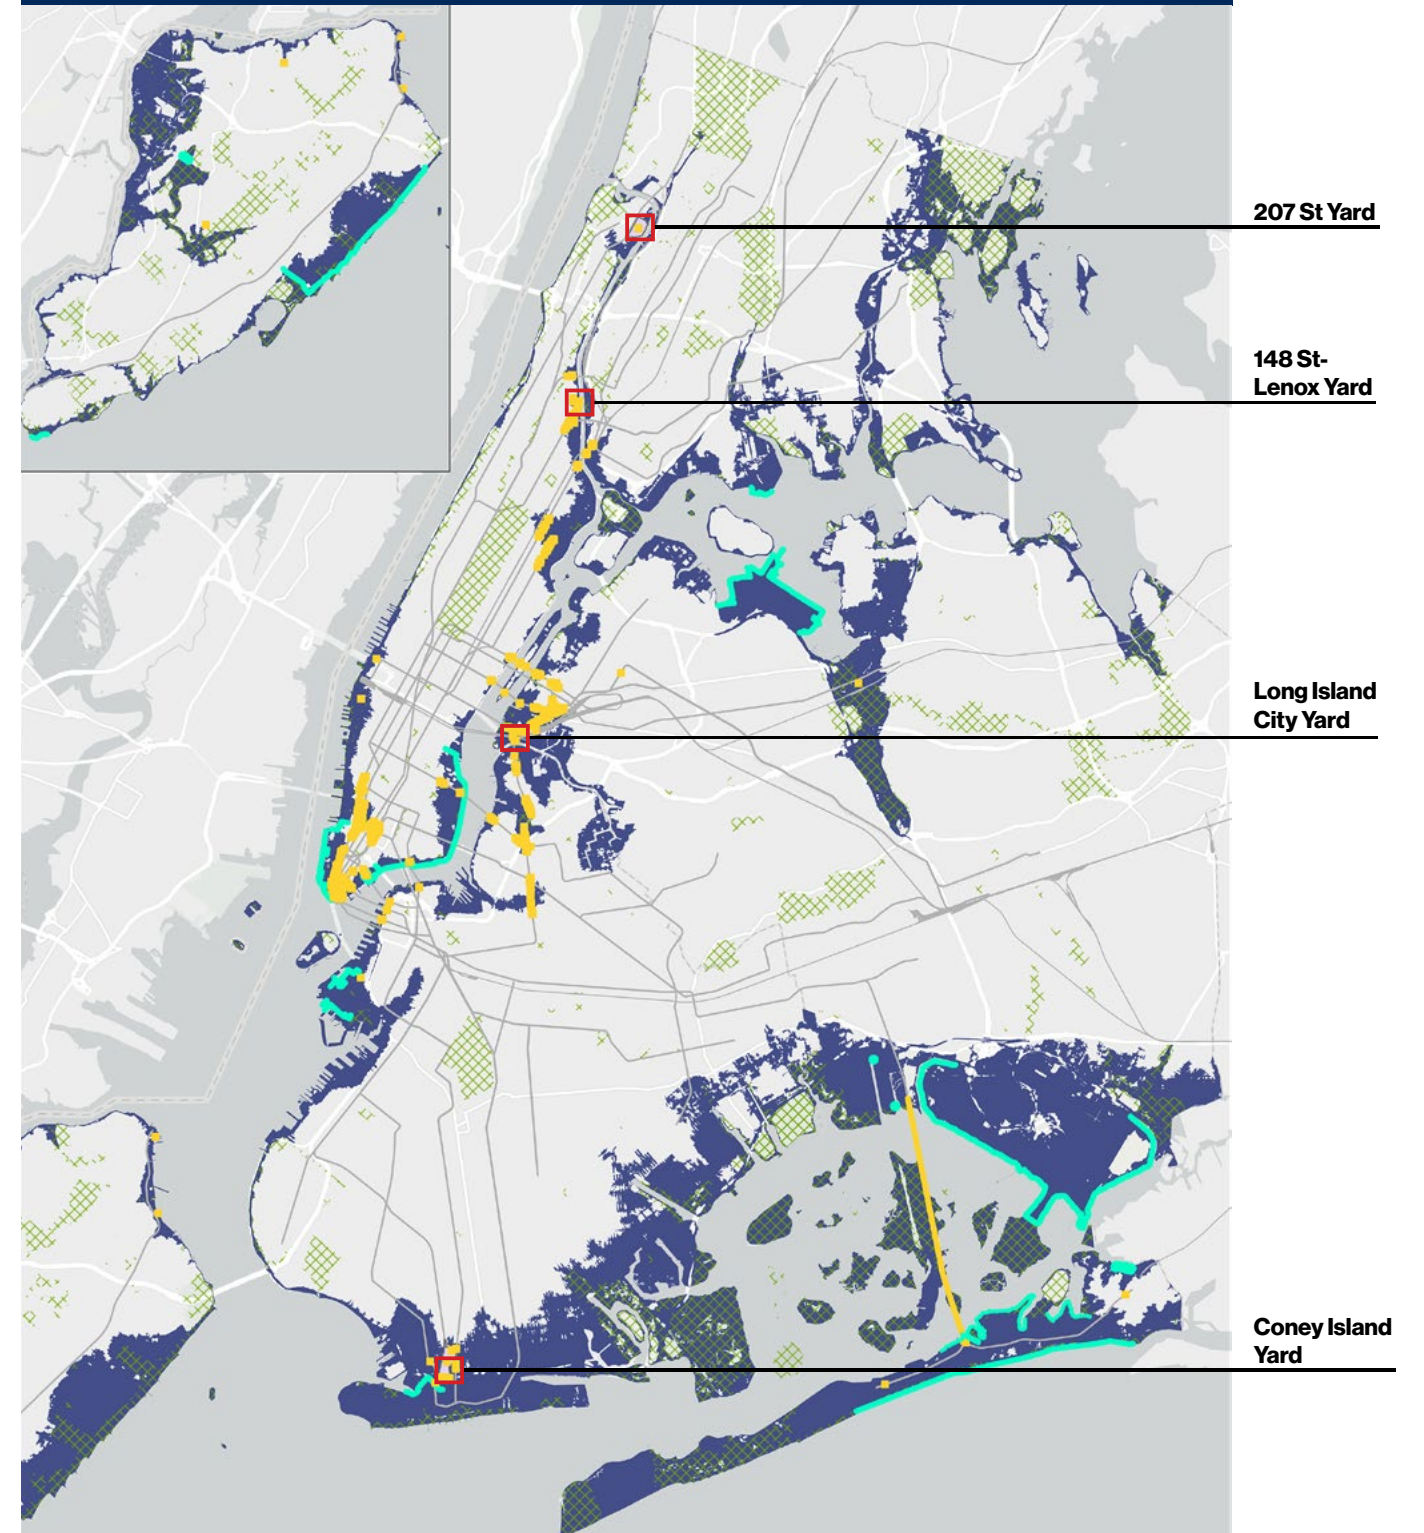 207 St Yard
148 St-
Lenox Yard
Long Island
City Yard
Coney Island
Yard